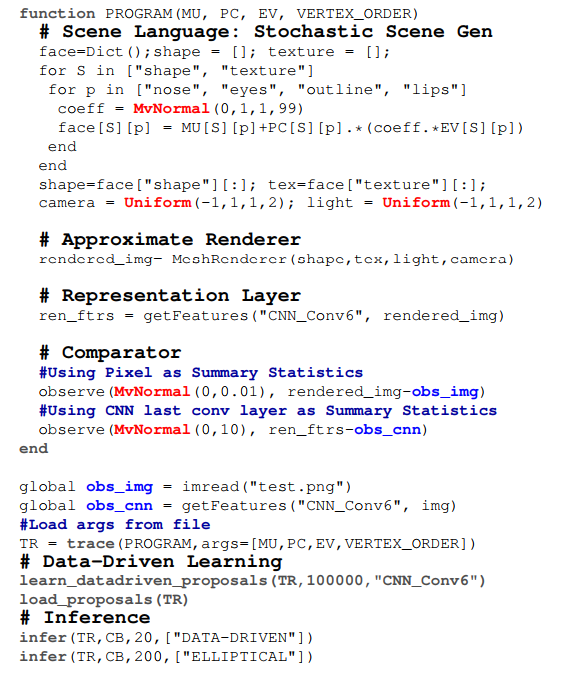 function PROGRAM(MU, PC, EV, VERTEX_ORDER)
# Scene Language: Stochastic Scene Gen
face=Dict();shape = []; texture = [];
for S in ["shape", "texture"]
for p in ["nose", "eyes", "outline", "lips"]
coeff = MvNormal(0,1,1,99)
face[S][p] = MU[S][p]+PC[S][p].*(coeff.*EV[S][p])
end
end
shape=face["shape"][:]; tex=face["texture"][:];
camera = Uniform(-1,1,1,2); light = Uniform(-1,1,1,2)
# Approximate Renderer
rendered_img= MeshRenderer(shape,tex,light,camera)
# Representation Layer
ren_ftrs = getFeatures("CNN_Conv6", rendered_img)
# Comparator
#Using Pixel as Summary Statistics
observe(MvNormal(0,0.01), rendered_img-obs_img)
#Using CNN last conv layer as Summary Statistics
observe(MvNormal(0,10), ren_ftrs-obs_cnn)
end
global obs_img = imread("test.png")
global obs_cnn = getFeatures("CNN_Conv6", img)
#Load args from file
TR = trace(PROGRAM,args=[MU,PC,EV,VERTEX_ORDER])
# Data-Driven Learning
learn_datadriven_proposals(TR,100000,"CNN_Conv6")
load_proposals(TR)
# Inference
infer(TR,CB,20,["DATA-DRIVEN"])
infer(TR,CB,200,["ELLIPTICAL"])